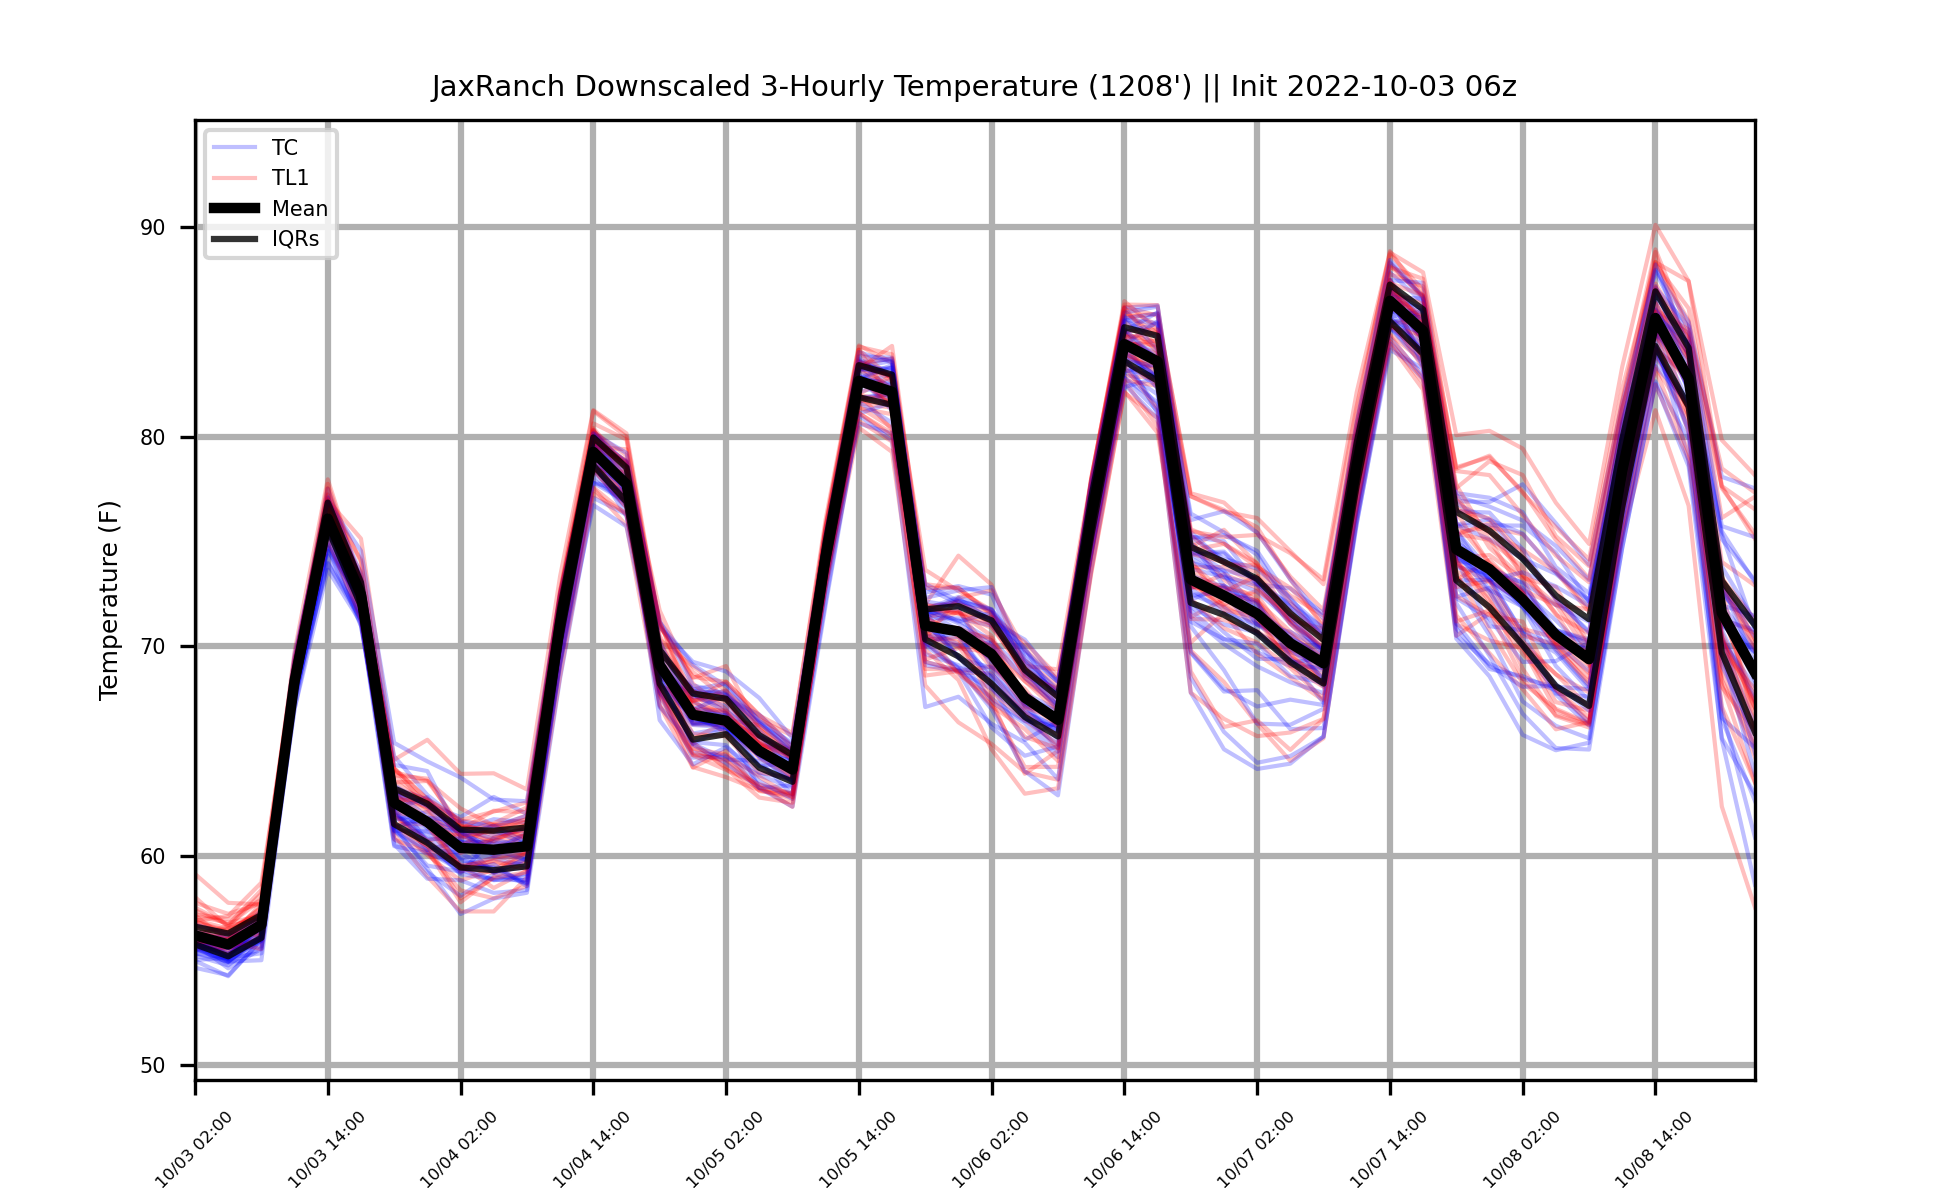 JaxRanch Downscaled 3-Hourly Temperature (1208') || Init 2022-10-03 06z
TC
TL1
Mean
IQRs
Temperature (F)
90
80
70
60
50
10/03 02:00
10/03 14:00
10/04 02:00
10/04 14:00
10/05 02:00
10/05 14:00
10/06 02:00
10/06 14:00
10/07 02:00
10/07 14:00
10/08 02:00
10/08 14:00